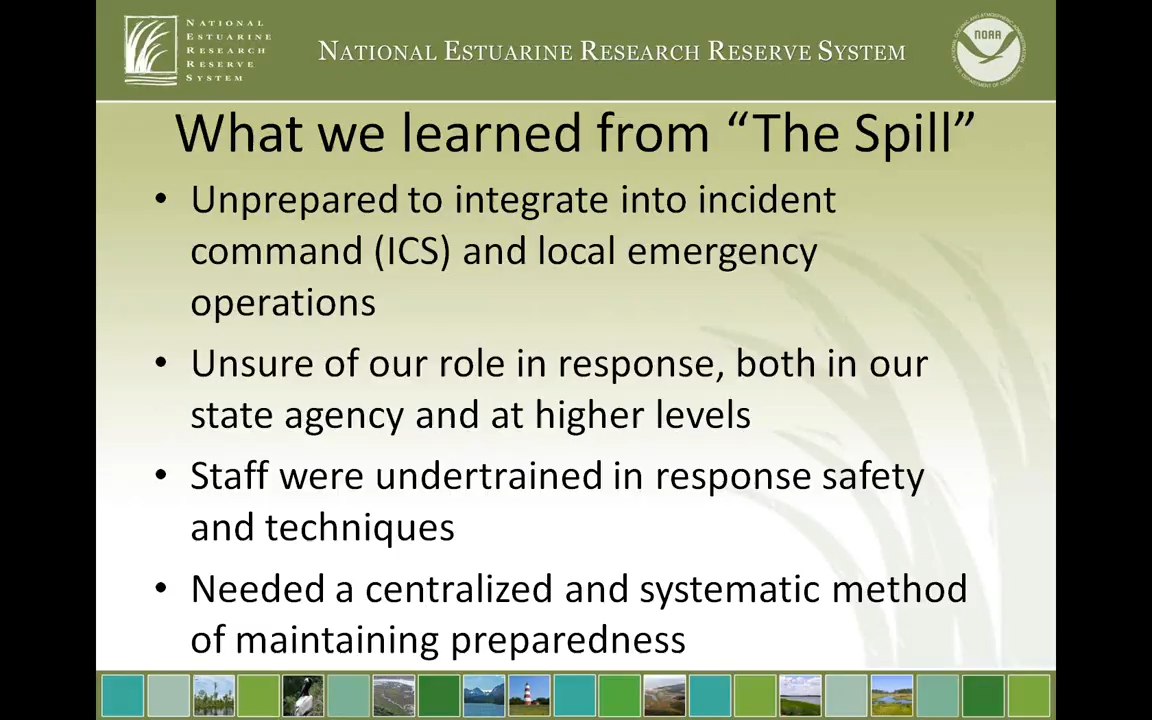 NATIONAL
ESTUARINE
RESEARCH
RESERVE
SYSTEM
NATIONAL ESTUARINE RESEARCH RESERVE SYSTEM
NOAA
What we learned from “The Spill”
• Unprepared to integrate into incident
command (ICS) and local emergency
operations
• Unsure of our role in response, both in our
state agency and at higher levels
• Staff were undertrained in response safety
and techniques
• Needed a centralized and systematic method
of maintaining preparedness